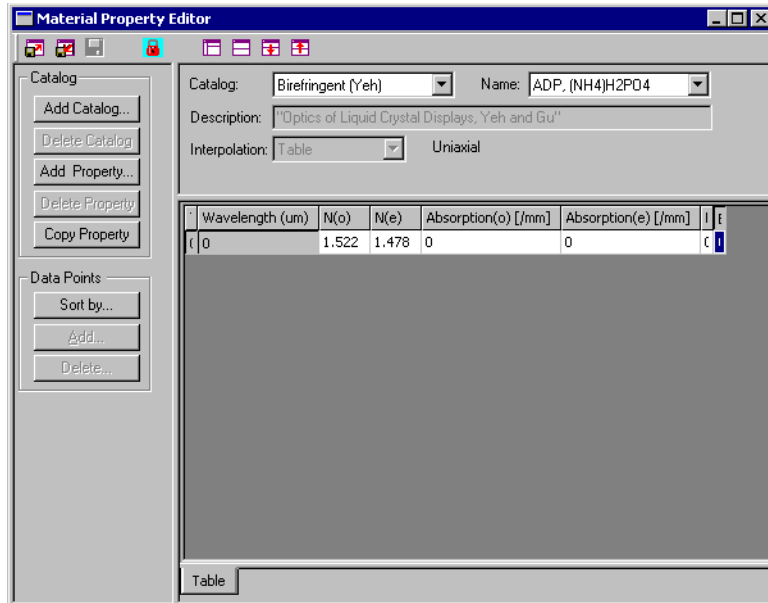 Material Property Editor
Catalog
Add Catalog...
Delete Catalog
Add Property...
Delete Property
Copy Property
Data Points
Sort by...
Add...
Delete...
Catalog: Birefringent (Yeh) Name: ADP, (NH4)H2PO4
Description: "Optics of Liquid Crystal Displays, Yeh and Gu"
Interpolation: Table Uniaxial
Wavelength (um) N(o) N(e) Absorption(o) [/mm] Absorption(e) [/mm]
0 1.522 1.478 0 0
Table